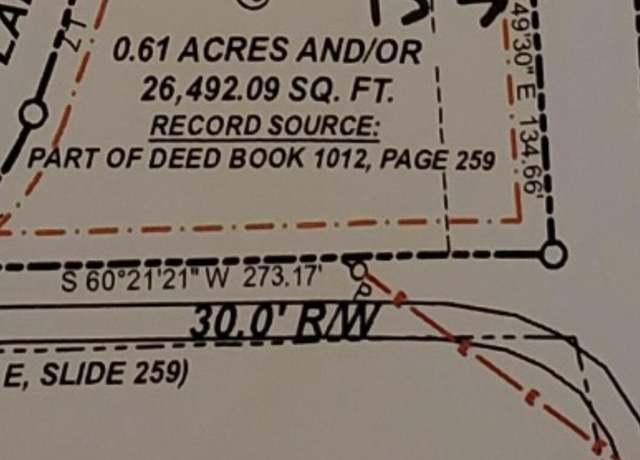 0.61 ACRES AND/OR
26,492.09 SQ. FT.
RECORD SOURCE:
PART OF DEED BOOK 1012, PAGE 259
49'30" E 134.66'
S 60°21'21" W 273.17'
30.0' R/W
E, SLIDE 259)